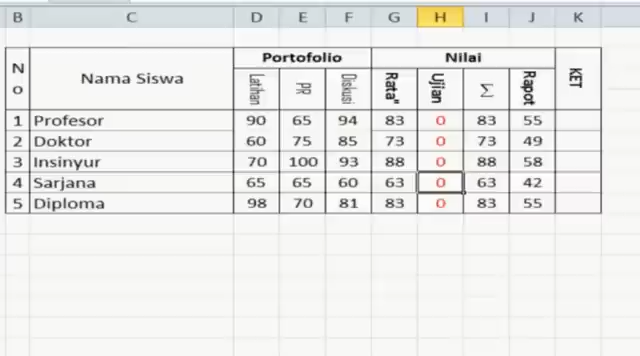 B C D E F G H I J K
No Nama Siswa Portofolio Nilai KET
Latihan PR Diskusi Rata" Ujian Σ Rapot
1 Profesor 90 65 94 83 0 83 55
2 Doktor 60 75 85 73 0 73 49
3 Insinyur 70 100 93 88 0 88 58
4 Sarjana 65 65 60 63 0 63 42
5 Diploma 98 70 81 83 0 83 55